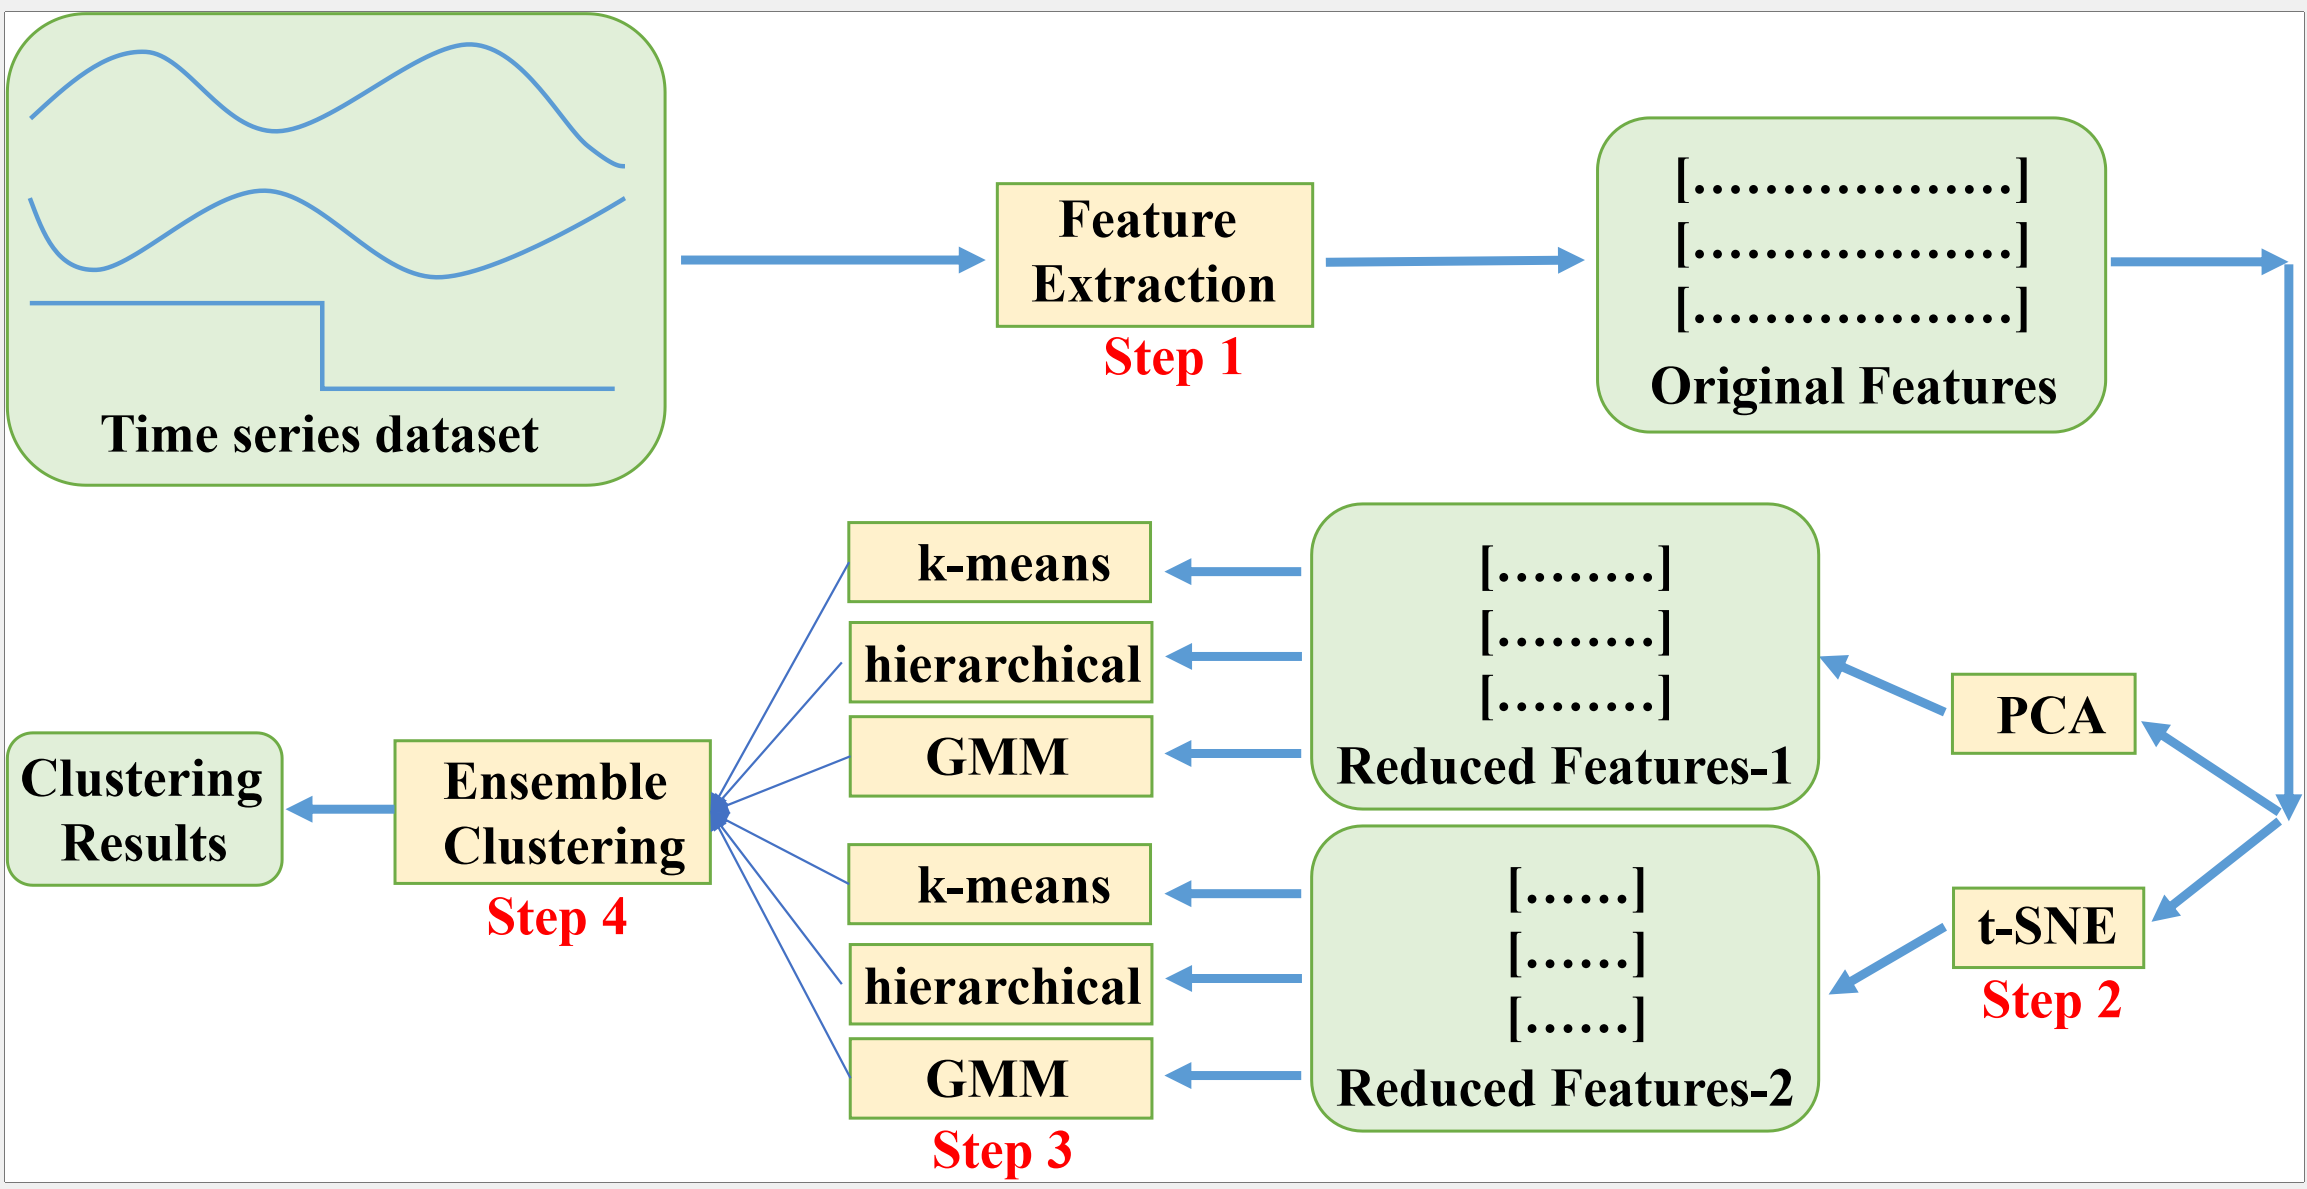 Time series dataset
Feature
Extraction
Step 1
[..................]
[..................]
[..................]
Original Features
PCA
t-SNE
Step 2
[.........]
[.........]
[.........]
Reduced Features-1
[......]
[......]
[......]
Reduced Features-2
k-means
hierarchical
GMM
k-means
hierarchical
GMM
Step 3
Ensemble
Clustering
Step 4
Clustering
Results